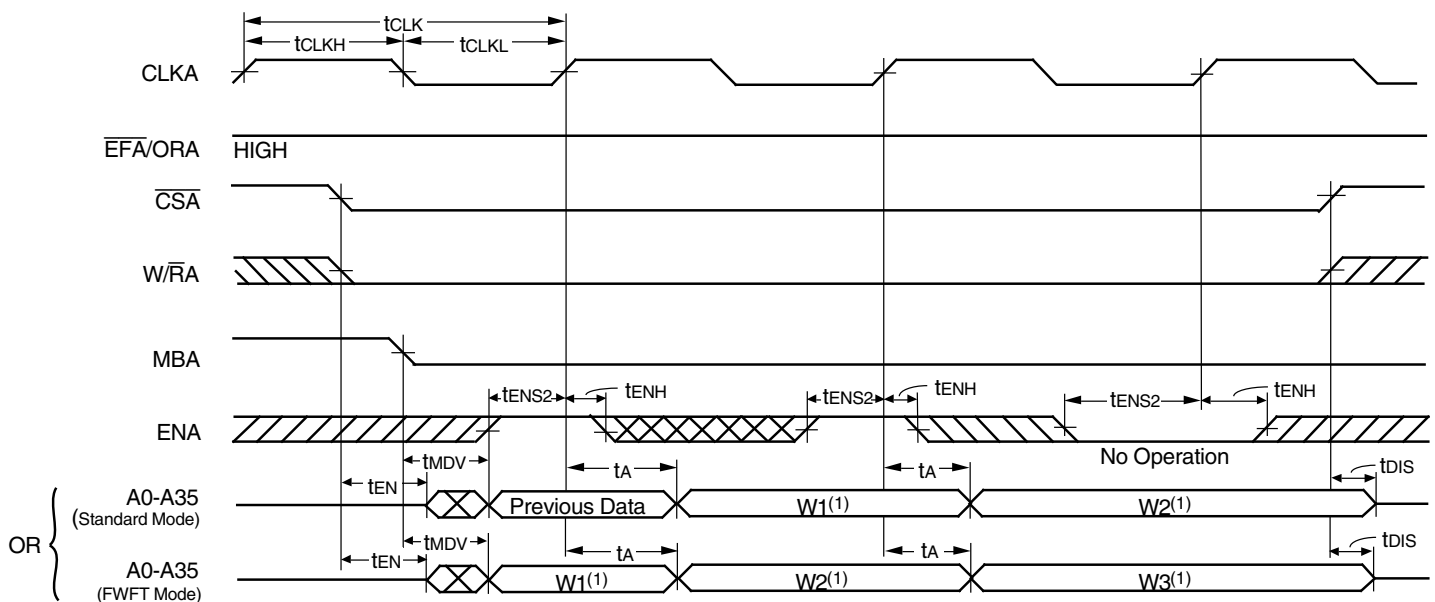 tCLK
tCLKH tCLKL
CLKA
EFA/ORA HIGH
CSA
W/RA
MBA
tENS2 tENH tENS2 tENH tENS2 tENH
ENA
No Operation
tMDV tA tA tDIS
tEN
A0-A35
(Standard Mode)
Previous Data W1(1) W2(1)
OR
tMDV tA tA tDIS
tEN
A0-A35
(FWFT Mode)
W1(1) W2(1) W3(1)